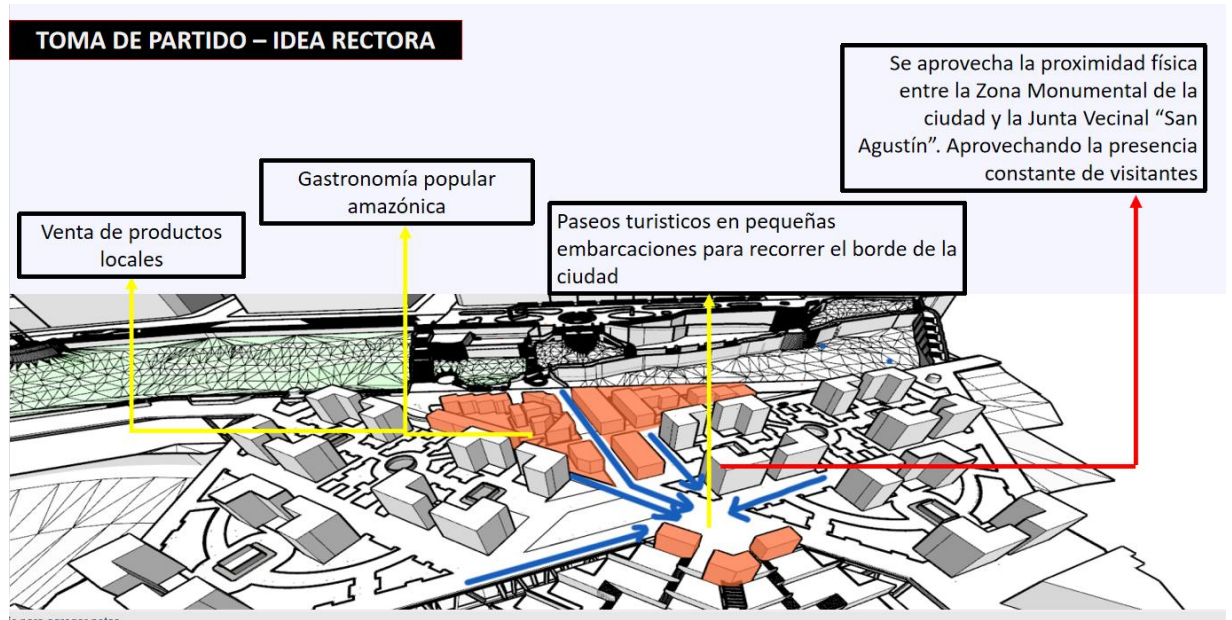 TOMA DE PARTIDO – IDEA RECTORA
Se aprovecha la proximidad física
entre la Zona Monumental de la
ciudad y la Junta Vecinal “San
Agustín”. Aprovechando la presencia
constante de visitantes
Gastronomía popular
amazónica
Venta de productos
locales
Paseos turisticos en pequeñas
embarcaciones para recorrer el borde de la
ciudad